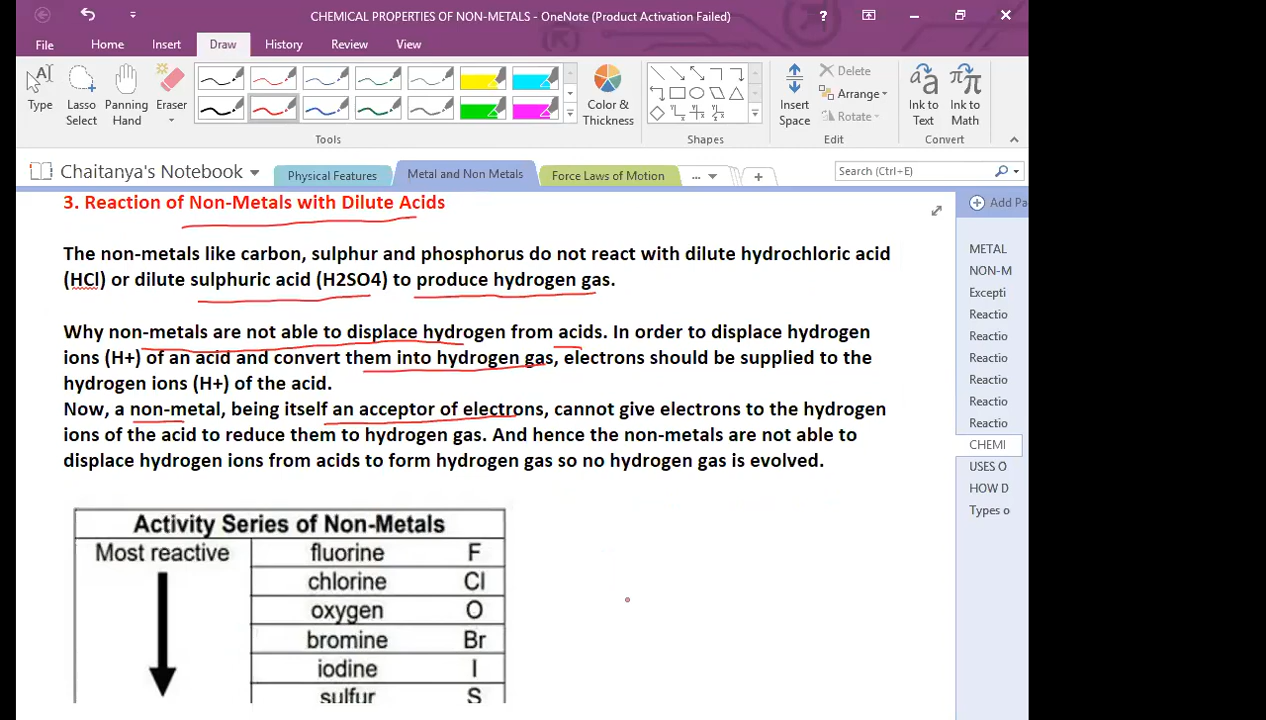 CHEMICAL PROPERTIES OF NON-METALS - OneNote (Product Activation Failed)
?
File Home Insert Draw History Review View
Type
Lasso Select
Panning Hand
Eraser
Color & Thickness
Insert Space
Delete
Arrange
Rotate
Ink to Text
Ink to Math
Tools Shapes Edit Convert
Chaitanya's Notebook Physical Features Metal and Non Metals Force Laws of Motion ... + Search (Ctrl+E)
3. Reaction of Non-Metals with Dilute Acids
The non-metals like carbon, sulphur and phosphorus do not react with dilute hydrochloric acid
(HCl) or dilute sulphuric acid (H2SO4) to produce hydrogen gas.
Why non-metals are not able to displace hydrogen from acids. In order to displace hydrogen
ions (H+) of an acid and convert them into hydrogen gas, electrons should be supplied to the
hydrogen ions (H+) of the acid.
Now, a non-metal, being itself an acceptor of electrons, cannot give electrons to the hydrogen
ions of the acid to reduce them to hydrogen gas. And hence the non-metals are not able to
displace hydrogen ions from acids to form hydrogen gas so no hydrogen gas is evolved.
Activity Series of Non-Metals
Most reactive fluorine F
chlorine Cl
oxygen O
bromine Br
iodine I
sulfur S
Add Pa
METAL
NON-M
Excepti
Reactio
Reactio
Reactio
Reactio
Reactio
Reactio
CHEMI
USES O
HOW D
Types o